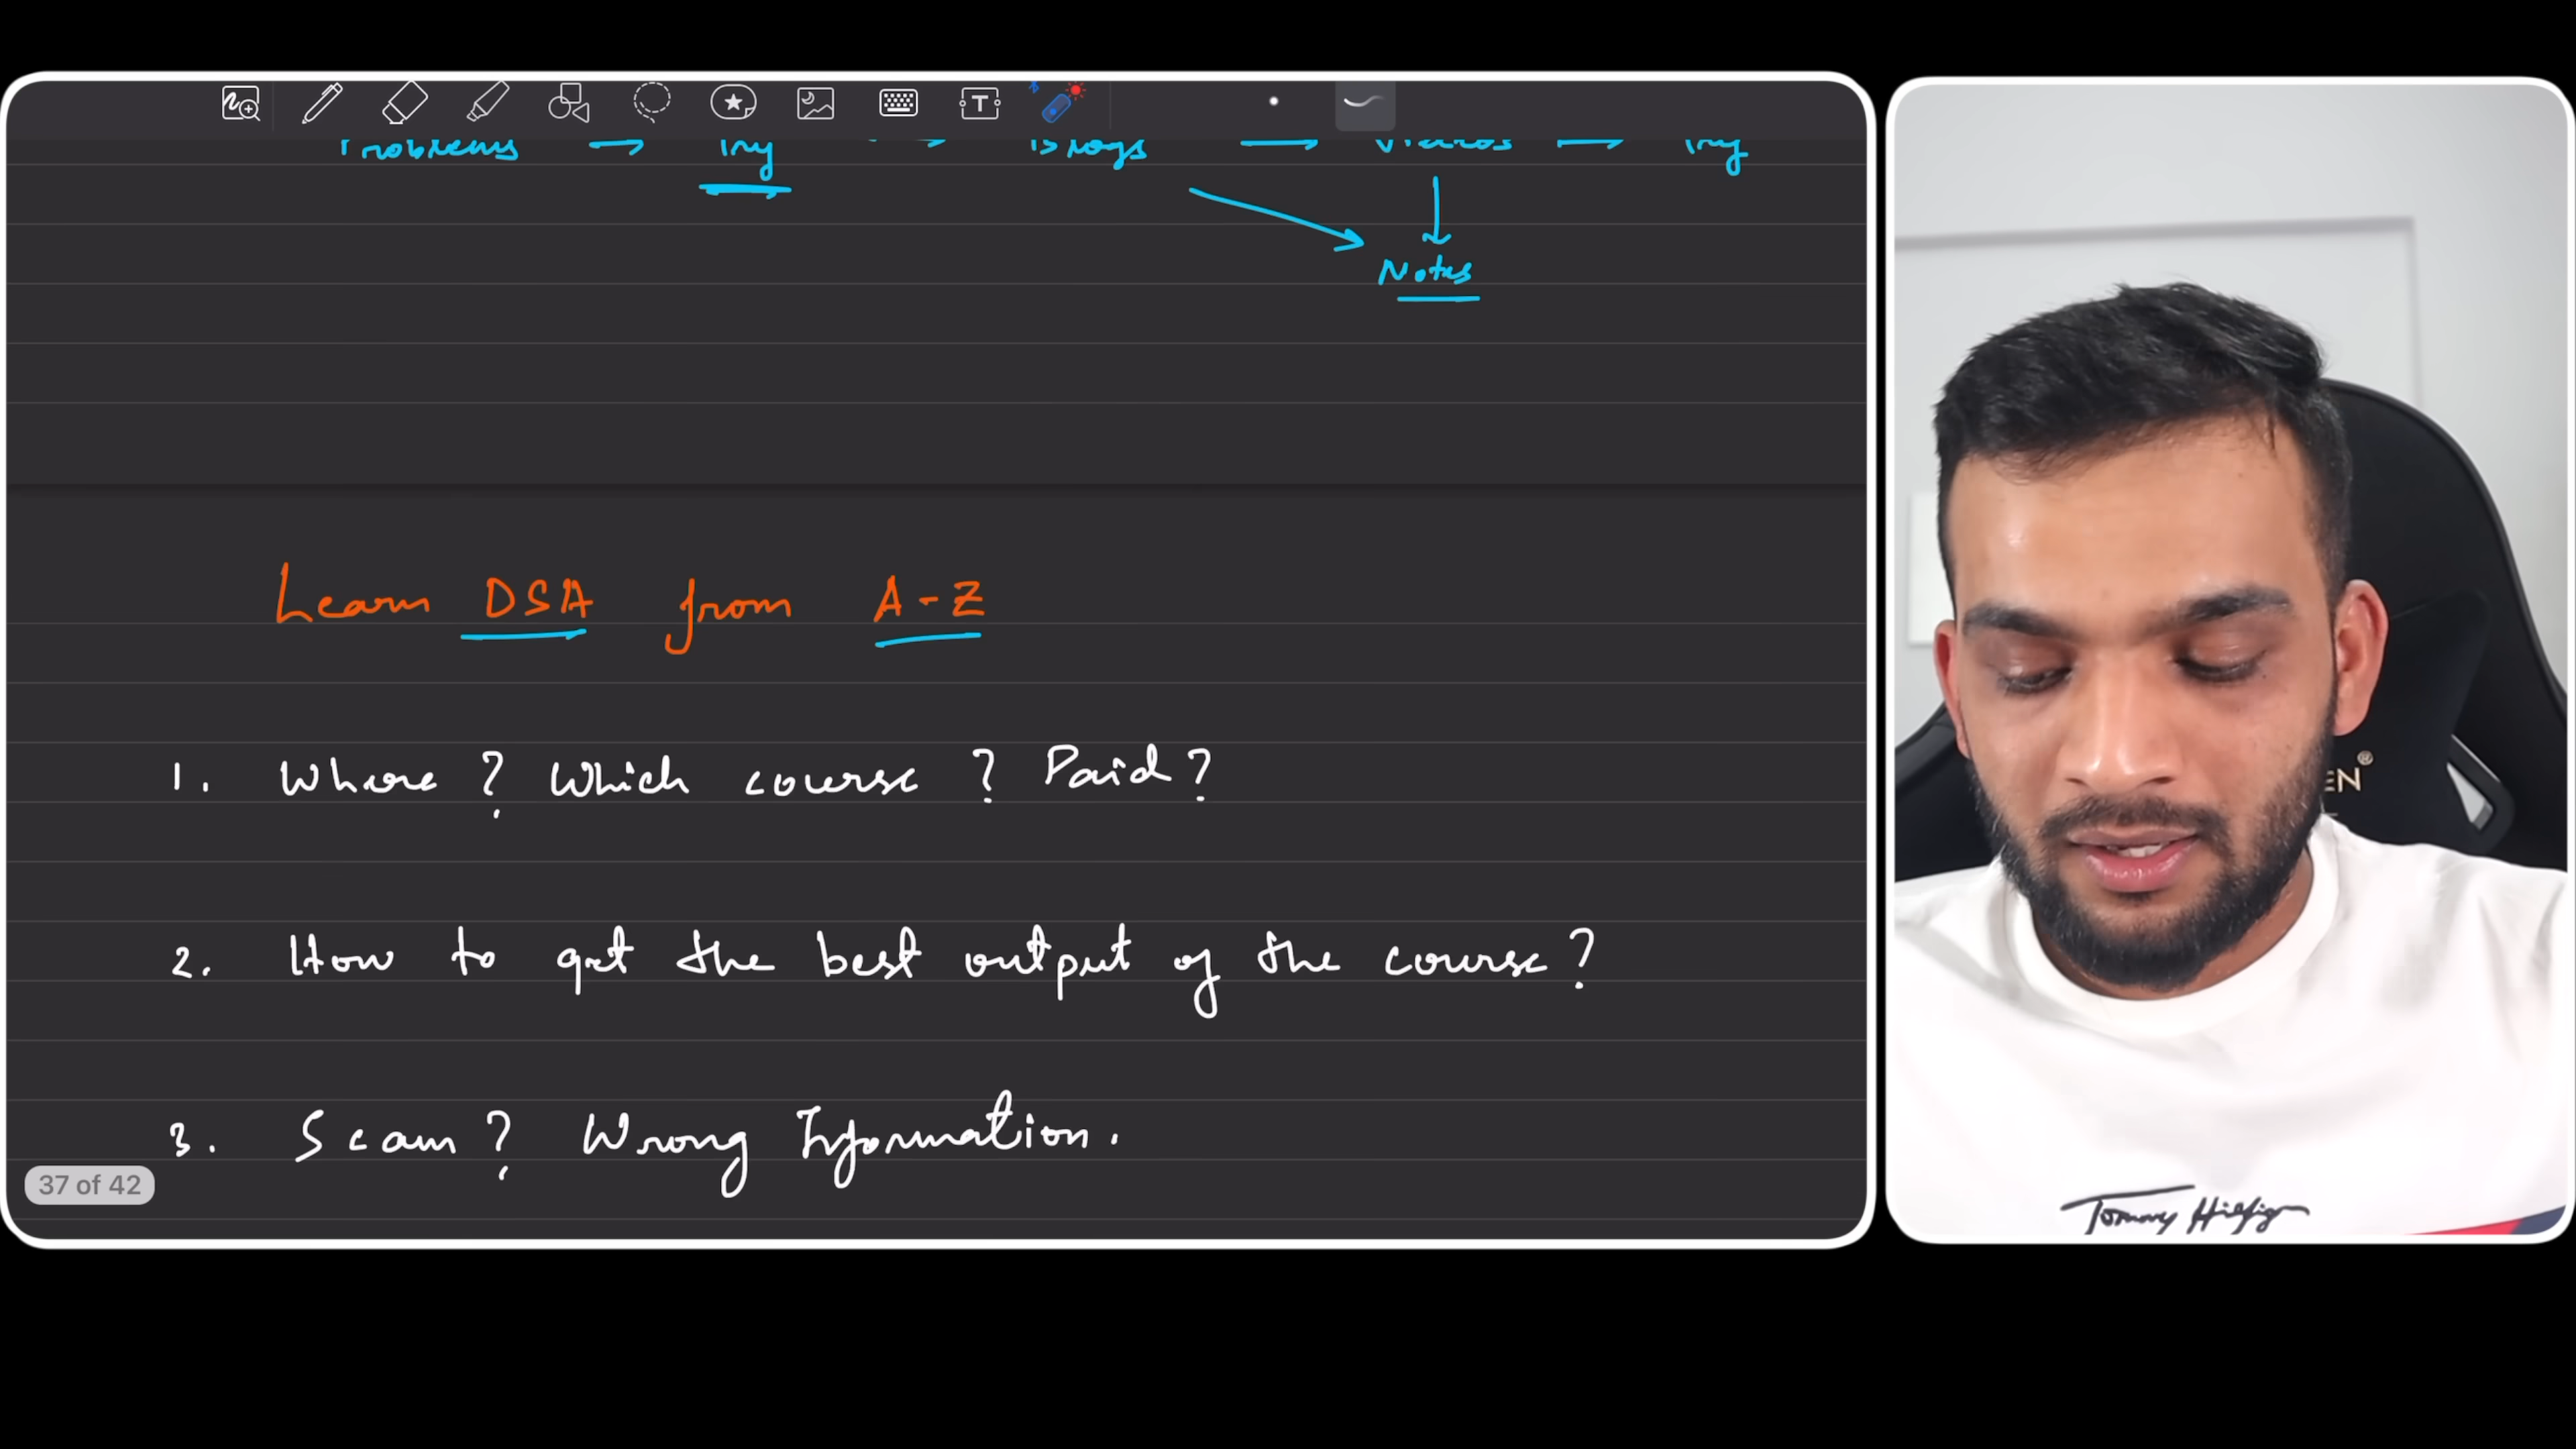 Problems → Try → Blogs → Videos → Try
Notes
Learn DSA from A-Z
1. Where? Which course? Paid?
2. How to get the best output of the course?
3. Scam? Wrong Information.
37 of 42
EN®
Tommy Hilfiger